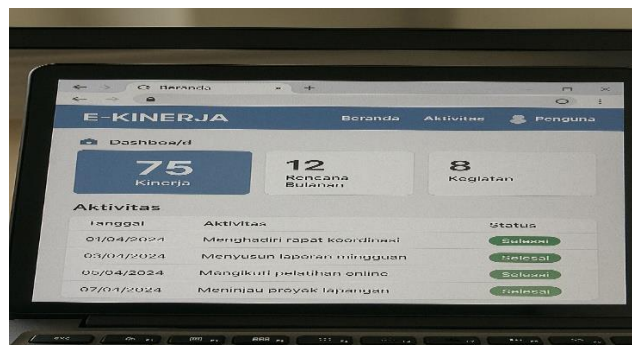 Beranda
E-KINERJA Beranda Aktivitas Penguna
Dashboard
75 12 8
Kinerja Rencana Kegiatan
Bulanan
Aktivitas
Tanggal Aktivitas Status
01/04/2024 Menghadiri rapat koordinasi Selesai
03/04/2024 Menyusun laporan mingguan Selesai
05/04/2024 Mengikuti pelatihan online Selesai
07/04/2024 Meninjau proyek lapangan Selesai